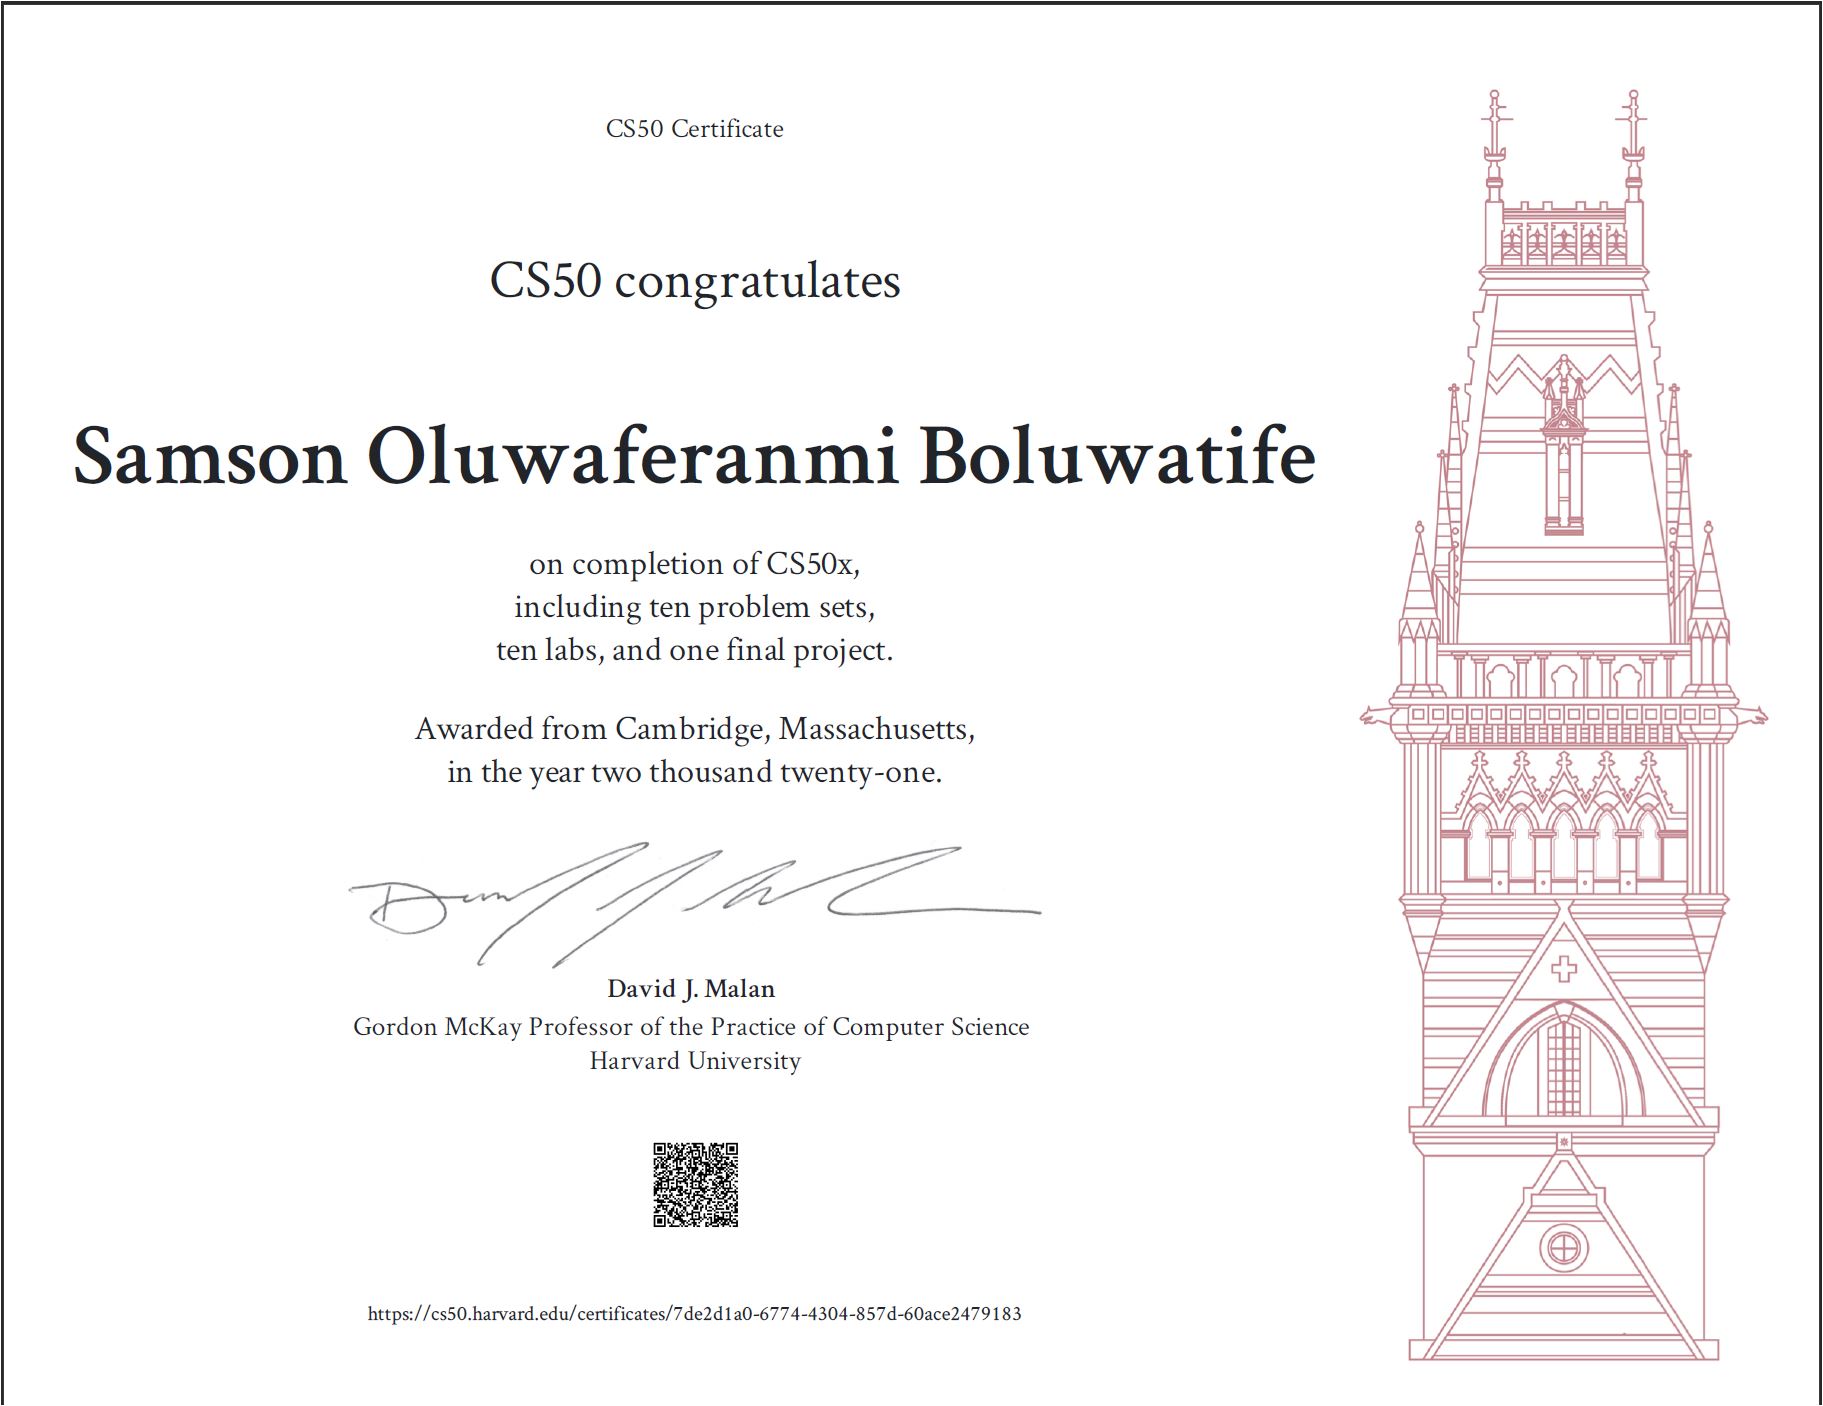 CS50 Certificate
CS50 congratulates
Samson Oluwaferanmi Boluwatife
on completion of CS50x,
including ten problem sets,
ten labs, and one final project.
Awarded from Cambridge, Massachusetts,
in the year two thousand twenty-one.
David J. Malan
Gordon McKay Professor of the Practice of Computer Science
Harvard University
https://cs50.harvard.edu/certificates/7de2d1a0-6774-4304-857d-60ace2479183